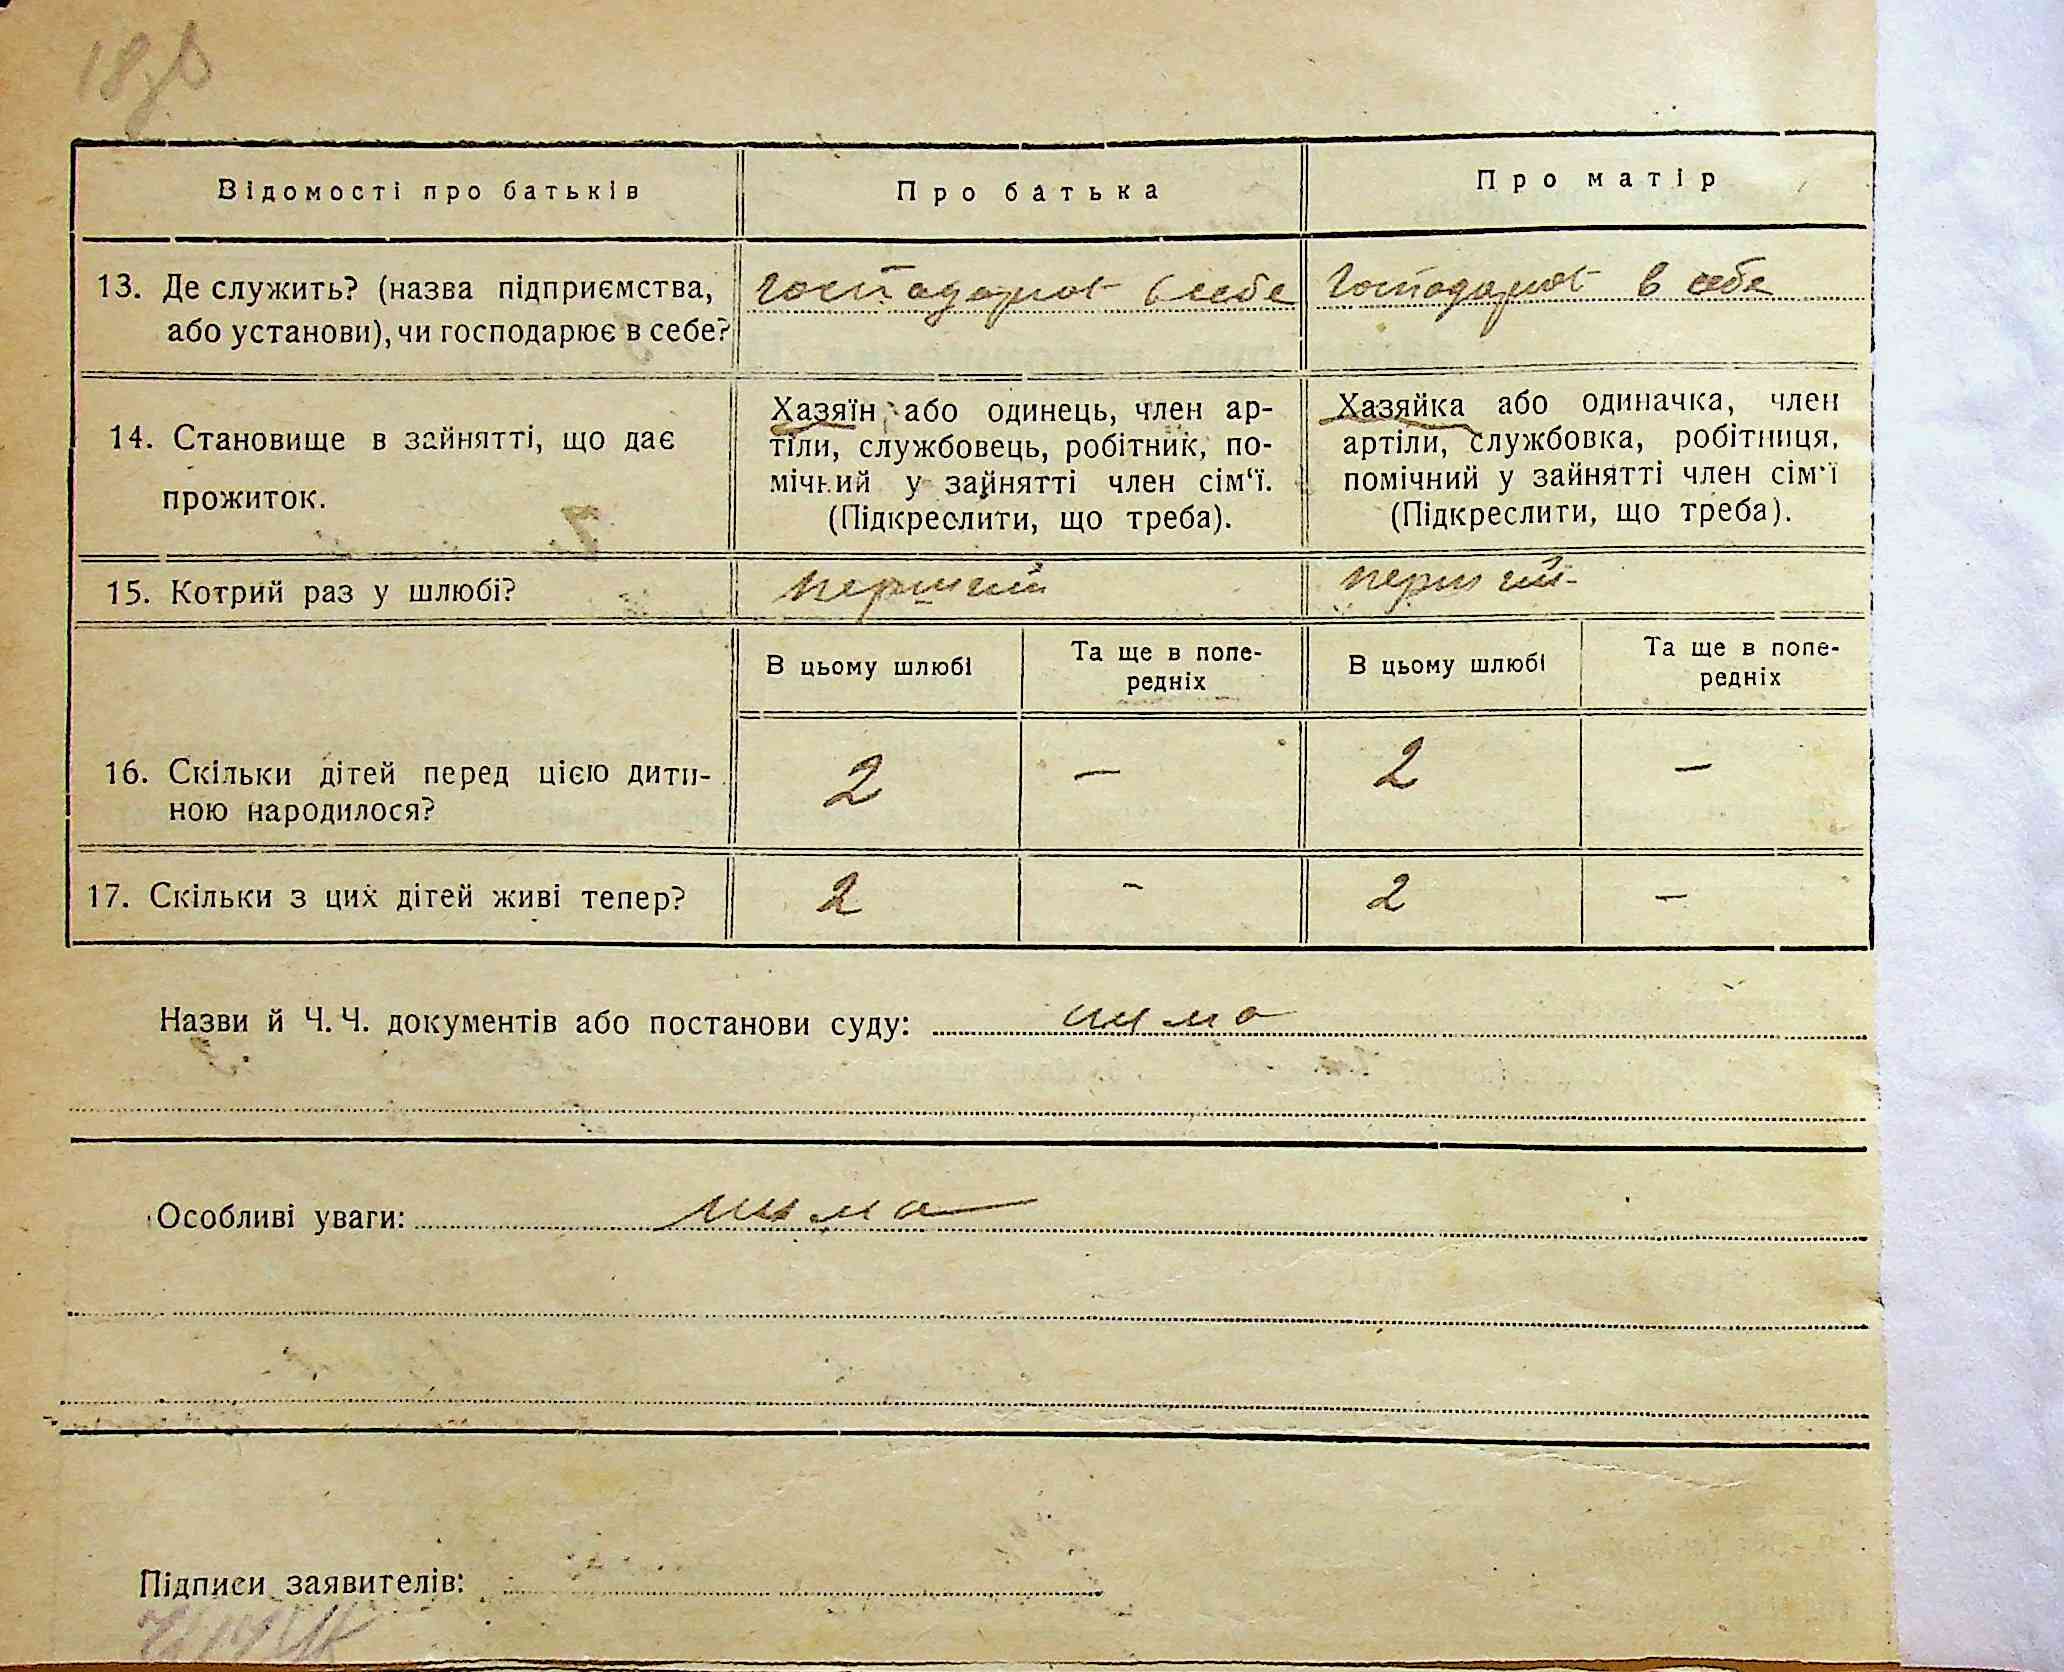 18зв
Відомості про батьків
Про батька
Про матір
13. Де служить? (назва підприємства,
або установи), чи господарює в себе?
господарює в себе
господарює в себе
14. Становище в зайнятті, що дає
прожиток.
Хазяїн або одинець, член ар-
тіли, службовець, робітник, по-
мічний у зайнятті член сім'ї.
(Підкреслити, що треба).
Хазяйка або одиначка, член
артіли, службовка, робітниця,
помічний у зайнятті член сім'ї
(Підкреслити, що треба).
15. Котрий раз у шлюбі?
перший
перший
В цьому шлюбі
Та ще в попе-
редніх
В цьому шлюбі
Та ще в попе-
редніх
16. Скільки дітей перед цією дити-
ною народилося?
2
—
2
—
17. Скільки з цих дітей живі тепер?
2
-
2
—
Назви й Ч. Ч. документів або постанови суду: нима
Особливі уваги: нима
Підписи заявителів: